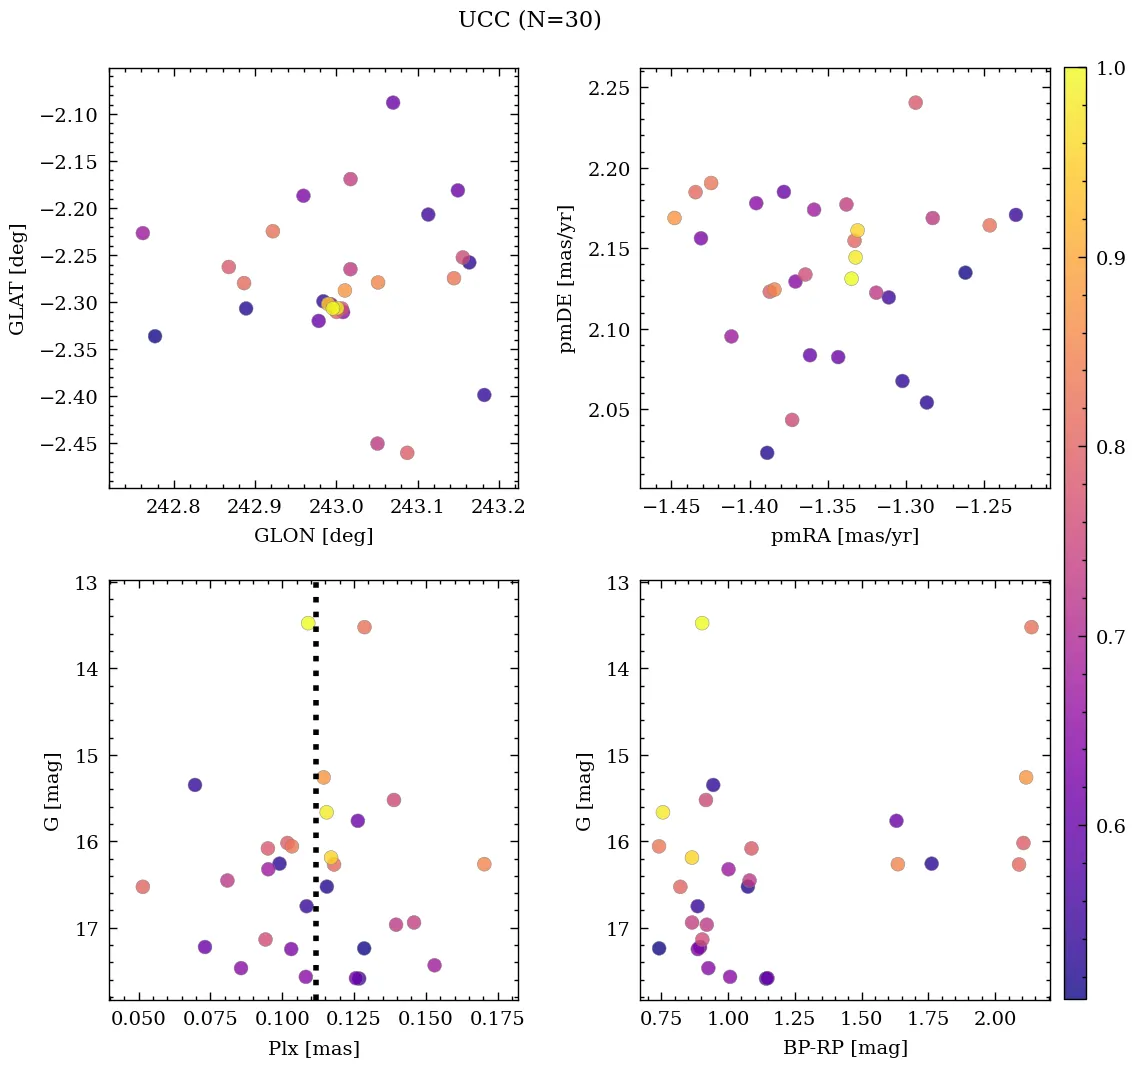 UCC (N=30)
−2.10
−2.15
−2.20
−2.25
−2.30
−2.35
−2.40
−2.45
GLAT [deg]
242.8 242.9 243.0 243.1 243.2
GLON [deg]
2.25
2.20
2.15
2.10
2.05
pmDE [mas/yr]
−1.45 −1.40 −1.35 −1.30 −1.25
pmRA [mas/yr]
13
14
15
16
17
G [mag]
0.050 0.075 0.100 0.125 0.150 0.175
Plx [mas]
13
14
15
16
17
G [mag]
0.75 1.00 1.25 1.50 1.75 2.00
BP-RP [mag]
1.0
0.9
0.8
0.7
0.6